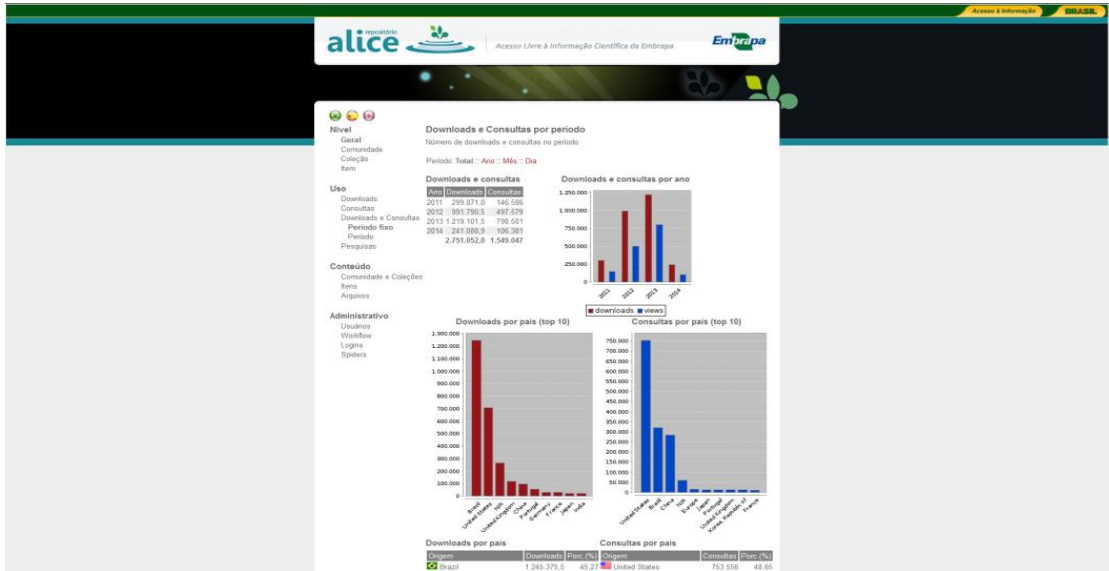 Acesso à Informação BRASIL
repositório
alice
Acesso Livre à Informação Científica da Embrapa
Embrapa
Nível
Geral
Comunidade
Coleção
Item
Uso
Downloads
Consultas
Downloads e Consultas
Período fixo
Período
Pesquisas
Conteúdo
Comunidade e Coleções
Itens
Arquivos
Administrativo
Usuários
Workflow
Logins
Spiders
Downloads e Consultas por período
Número de downloads e consultas no período
Período: Total :: Ano :: Mês :: Dia
Downloads e consultas
Ano Downloads Consultas
2011 299.071,0 146.586
2012 991.790,5 497.579
2013 1.219.101,5 798.501
2014 241.088,9 106.381
2.751.052,0 1.549.047
Downloads e consultas por ano
1.250.000
1.000.000
750.000
500.000
250.000
0
2011 2012 2013 2014
downloads views
Downloads por país (top 10)
1.300.000
1.200.000
1.100.000
1.000.000
900.000
800.000
700.000
600.000
500.000
400.000
300.000
200.000
100.000
0
Brazil United States N/A United Kingdom China Portugal Germany France Japan India
Consultas por país (top 10)
750.000
700.000
650.000
600.000
550.000
500.000
450.000
400.000
350.000
300.000
250.000
200.000
150.000
100.000
50.000
0
United States Brazil China N/A Europe Japan Portugal United Kingdom Korea, Republic of France
Downloads por país
Origem Downloads Porc (%)
Brazil 1.245.375,5 45,27
Consultas por país
Origem Consultas Porc (%)
United States 753.556 48,65